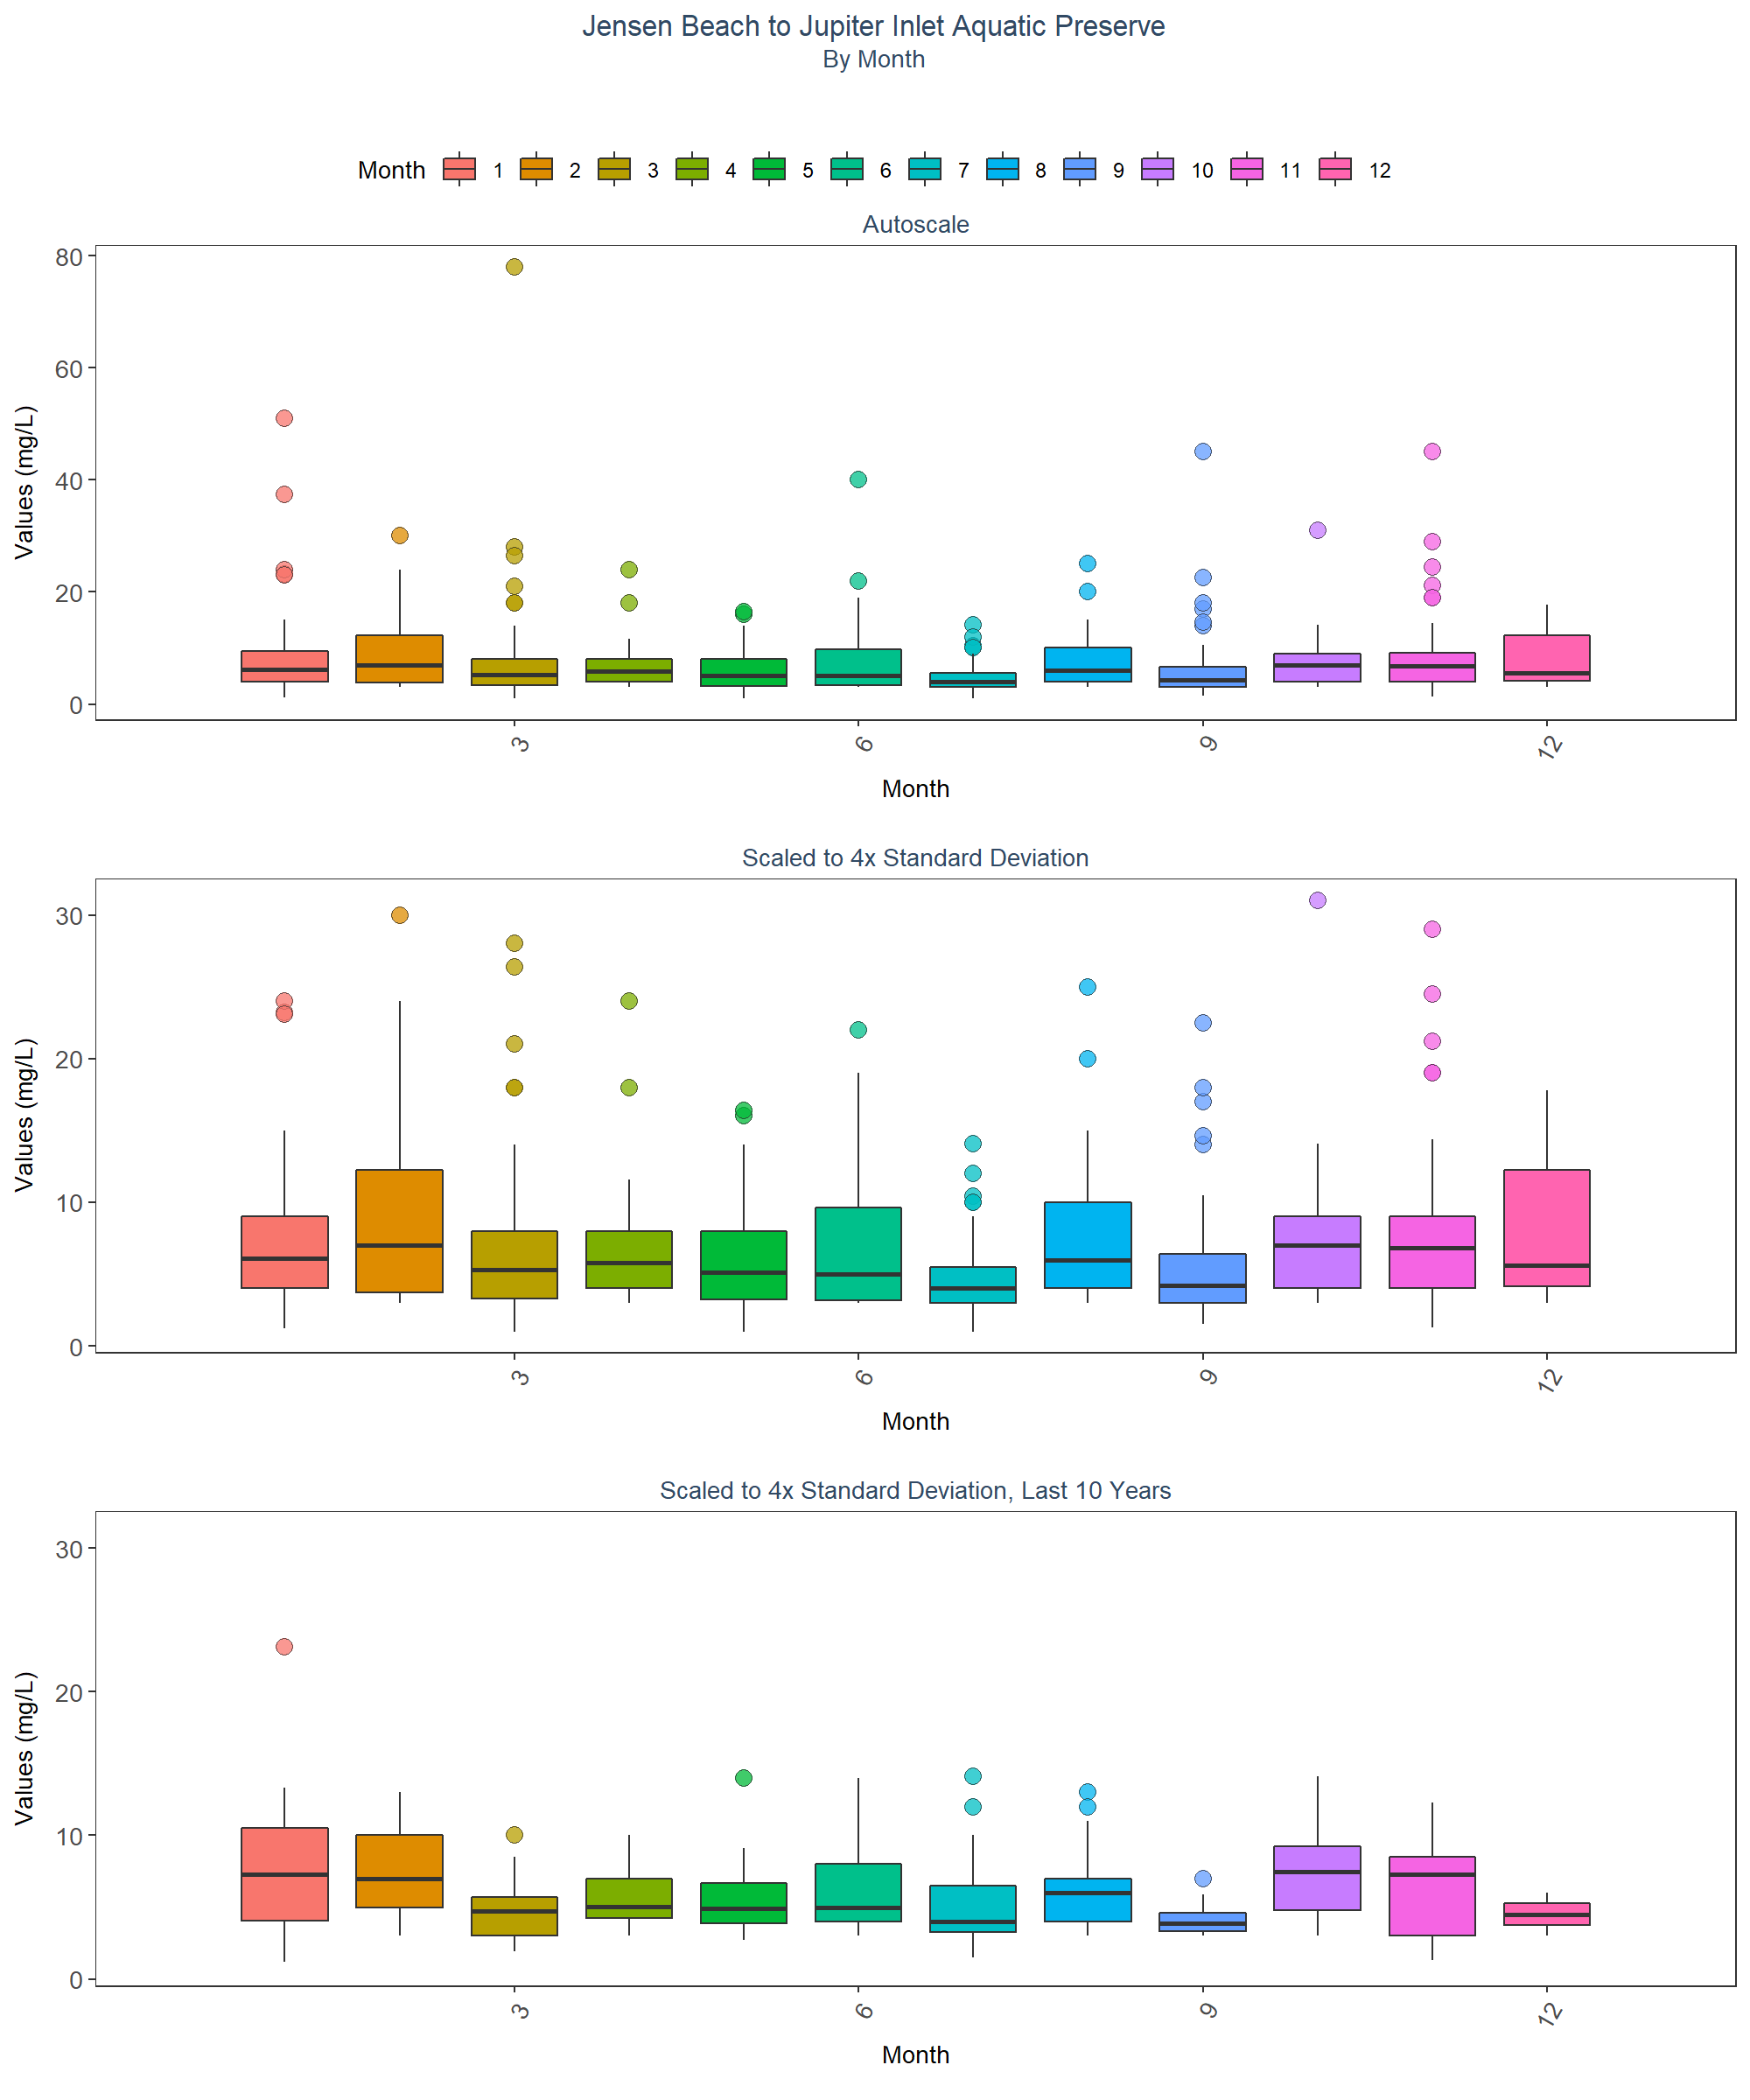 Jensen Beach to Jupiter Inlet Aquatic Preserve
By Month
Month 1 2 3 4 5 6 7 8 9 10 11 12
Autoscale
Values (mg/L)
80
60
40
20
0
3 6 9 12
Month
Scaled to 4x Standard Deviation
Values (mg/L)
30
20
10
0
3 6 9 12
Month
Scaled to 4x Standard Deviation, Last 10 Years
Values (mg/L)
30
20
10
0
3 6 9 12
Month